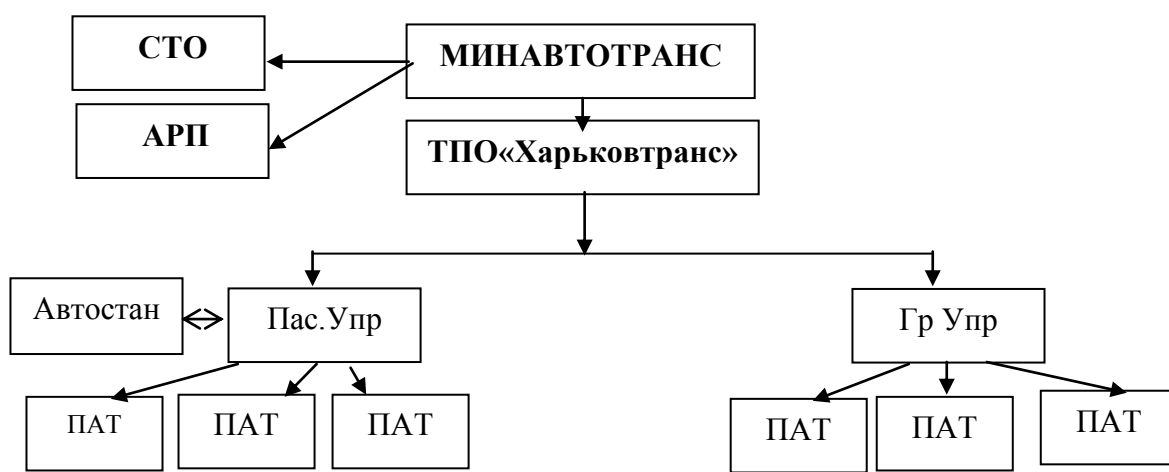 СТО
МИНАВТОТРАНС
АРП
ТПО«Харьковтранс»
Автостан
Пас.Упр
Гр Упр
ПАТ
ПАТ
ПАТ
ПАТ
ПАТ
ПАТ